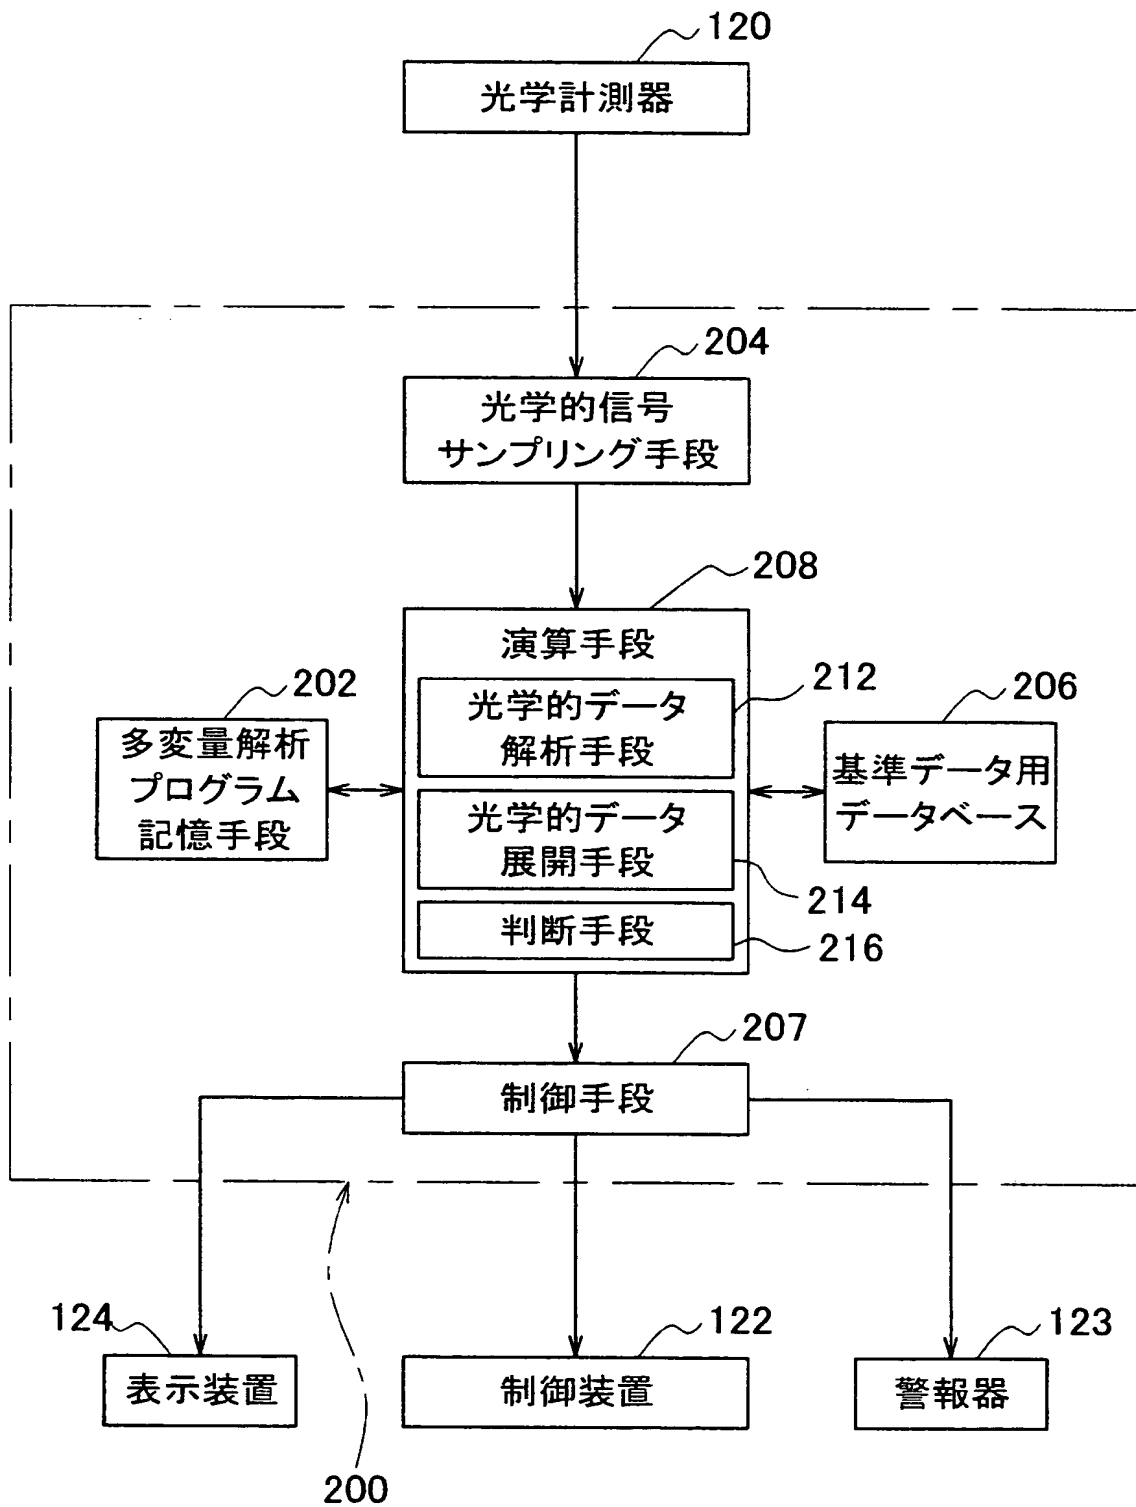 120
光学計測器
204
光学的信号
サンプリング手段
208
演算手段
202
多変量解析
プログラム
記憶手段
212
光学的データ
解析手段
206
基準データ用
データベース
光学的データ
展開手段
214
判断手段
216
207
制御手段
124
表示装置
122
制御装置
123
警報器
200